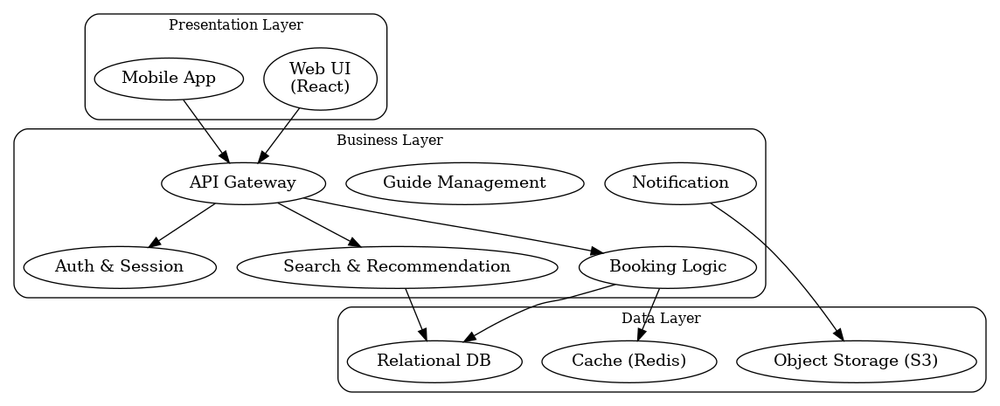 Presentation Layer
Mobile App
Web UI
(React)
Business Layer
API Gateway
Guide Management
Notification
Auth & Session
Search & Recommendation
Booking Logic
Data Layer
Relational DB
Cache (Redis)
Object Storage (S3)